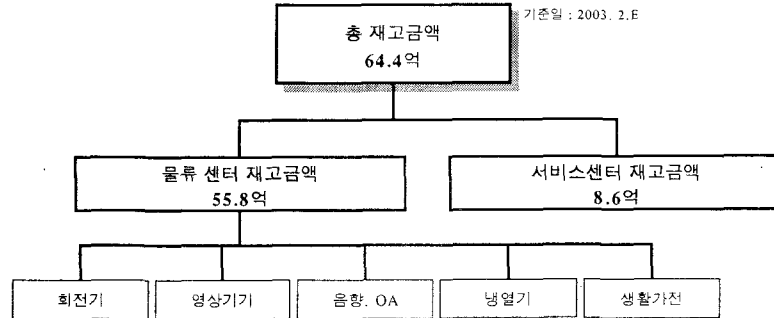 총 재고금액
64.4억
기준일 : 2003. 2.E
물류 센터 재고금액
55.8억
서비스센터 재고금액
8.6억
회전기
영상기기
음향. OA
냉열기
생활가전